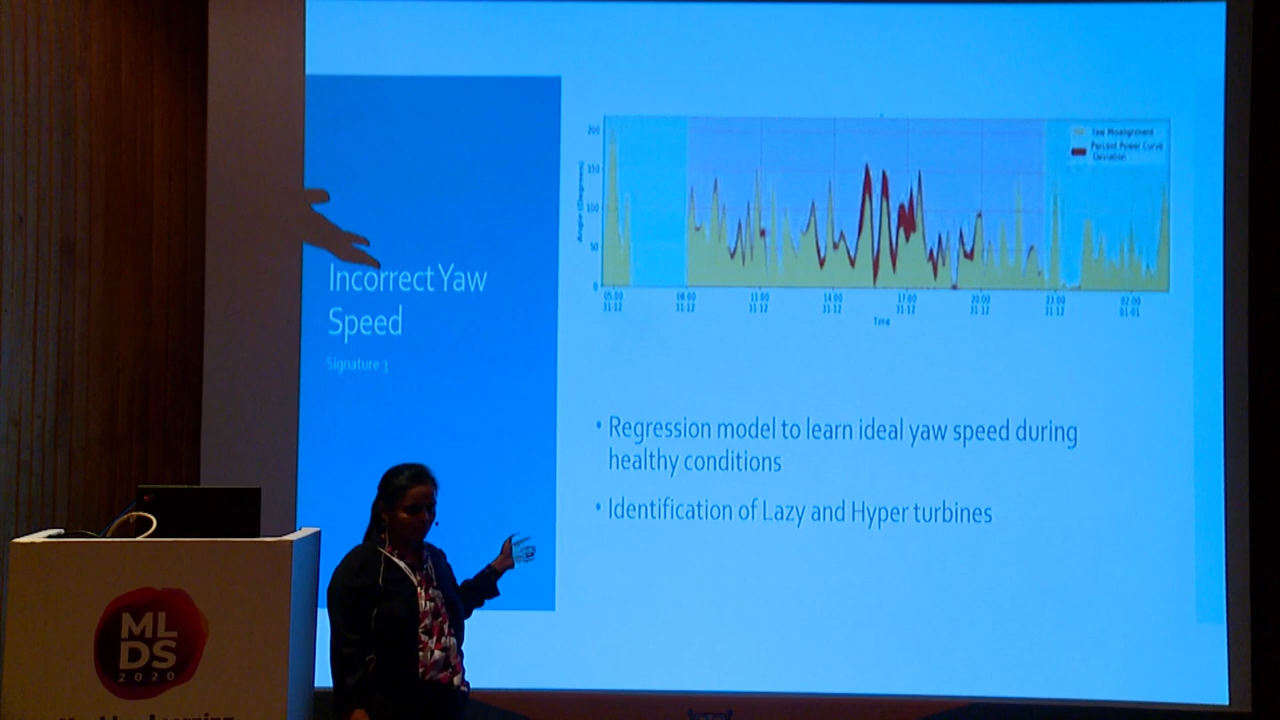 Incorrect Yaw
Speed
Signature 3
Yaw Misalignment
Percent Power Curve
Deviation
Angle (Degrees)
200
150
100
50
0
05:00 08:00 11:00 14:00 17:00 20:00 23:00 02:00
31-12 31-12 31-12 31-12 31-12 31-12 31-12 01-01
Time
• Regression model to learn ideal yaw speed during
healthy conditions
• Identification of Lazy and Hyper turbines
ML
DS
2020